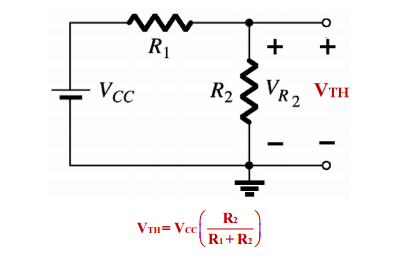 R1
+ +
VCC R2 VR2 VTH
− −
VTH = VCC (R2 / R1 + R2)